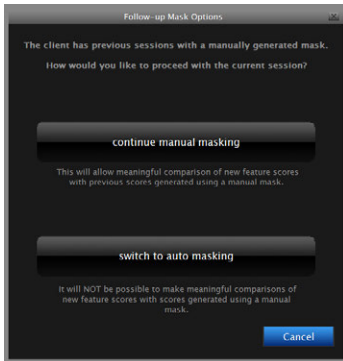 Follow-up Mask Options
The client has previous sessions with a manually generated mask.
How would you like to proceed with the current session?
continue manual masking
This will allow meaningful comparison of new feature scores
with previous scores generated using a manual mask.
switch to auto masking
It will NOT be possible to make meaningful comparisons of
new feature scores with scores generated using a manual
mask.
Cancel